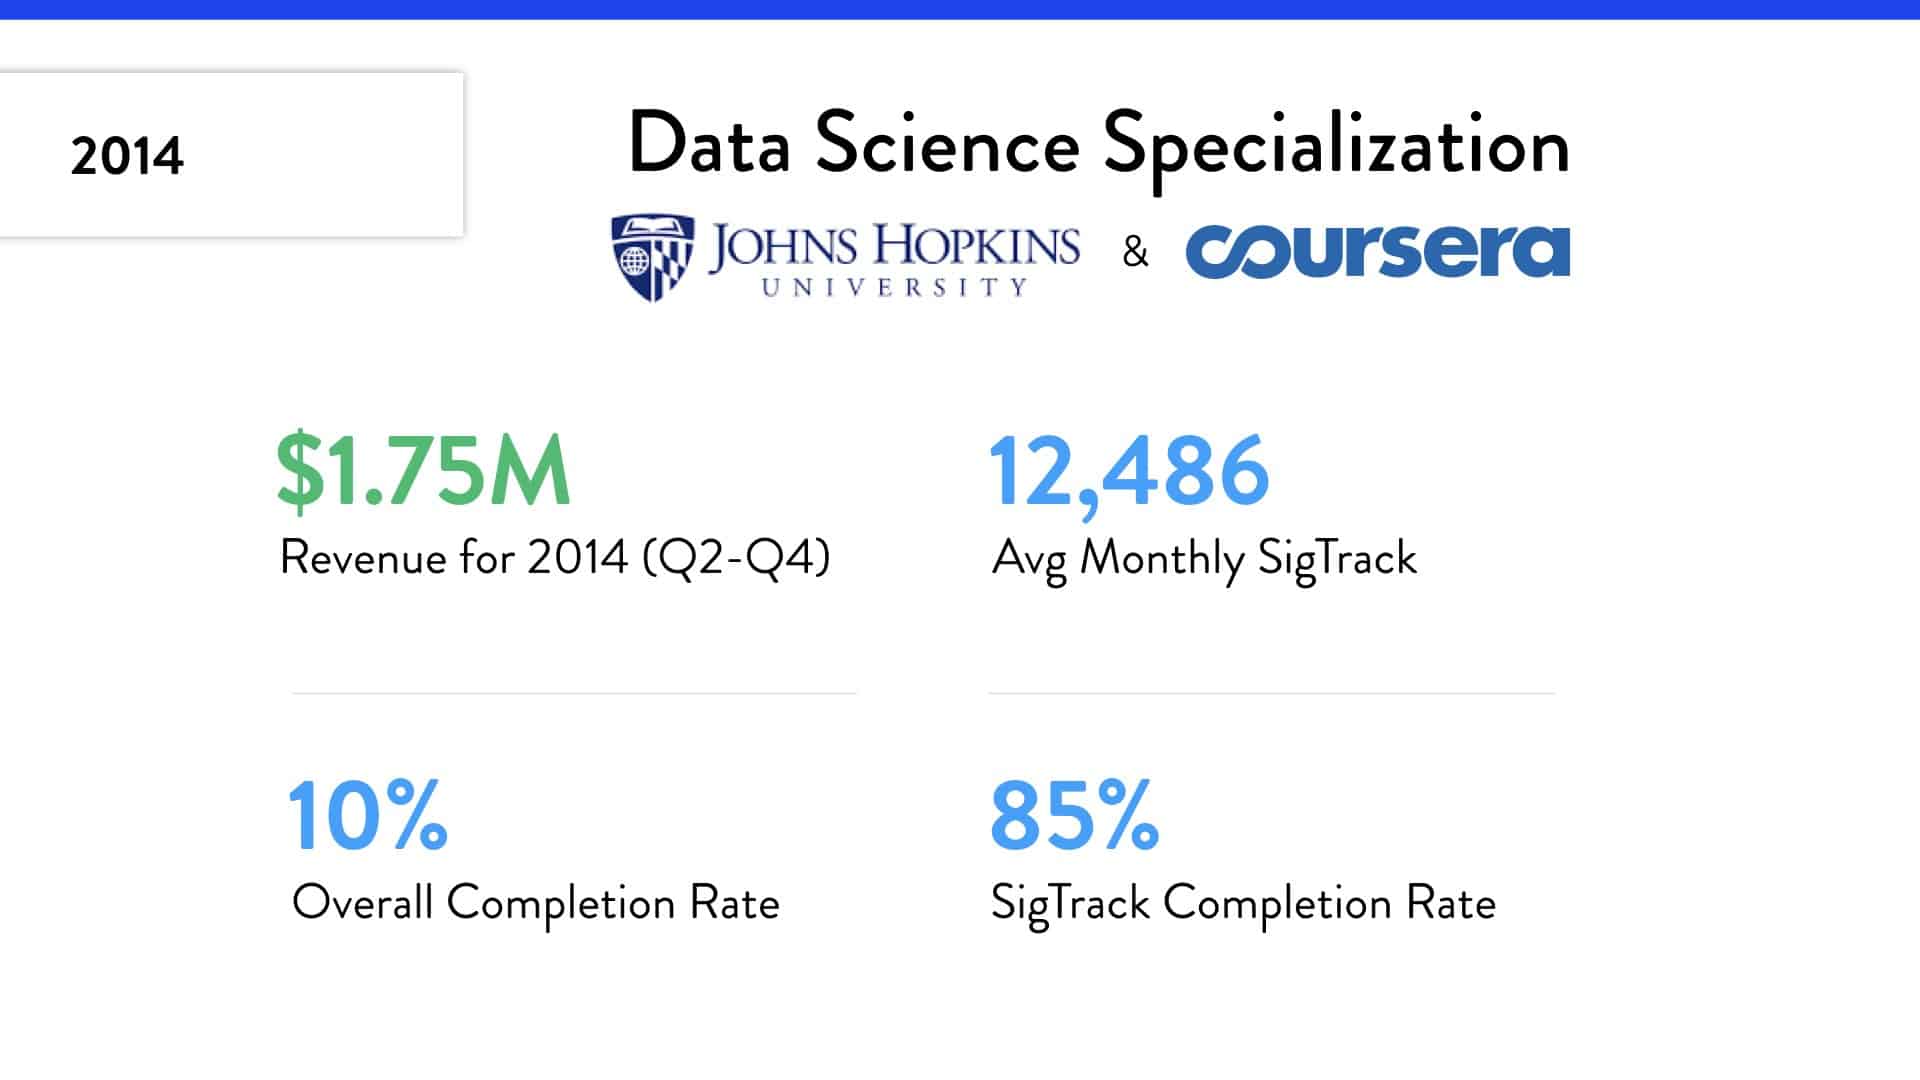 2014
Data Science Specialization
JOHNS HOPKINS
UNIVERSITY
& coursera
$1.75M
Revenue for 2014 (Q2-Q4)
12,486
Avg Monthly SigTrack
10%
Overall Completion Rate
85%
SigTrack Completion Rate